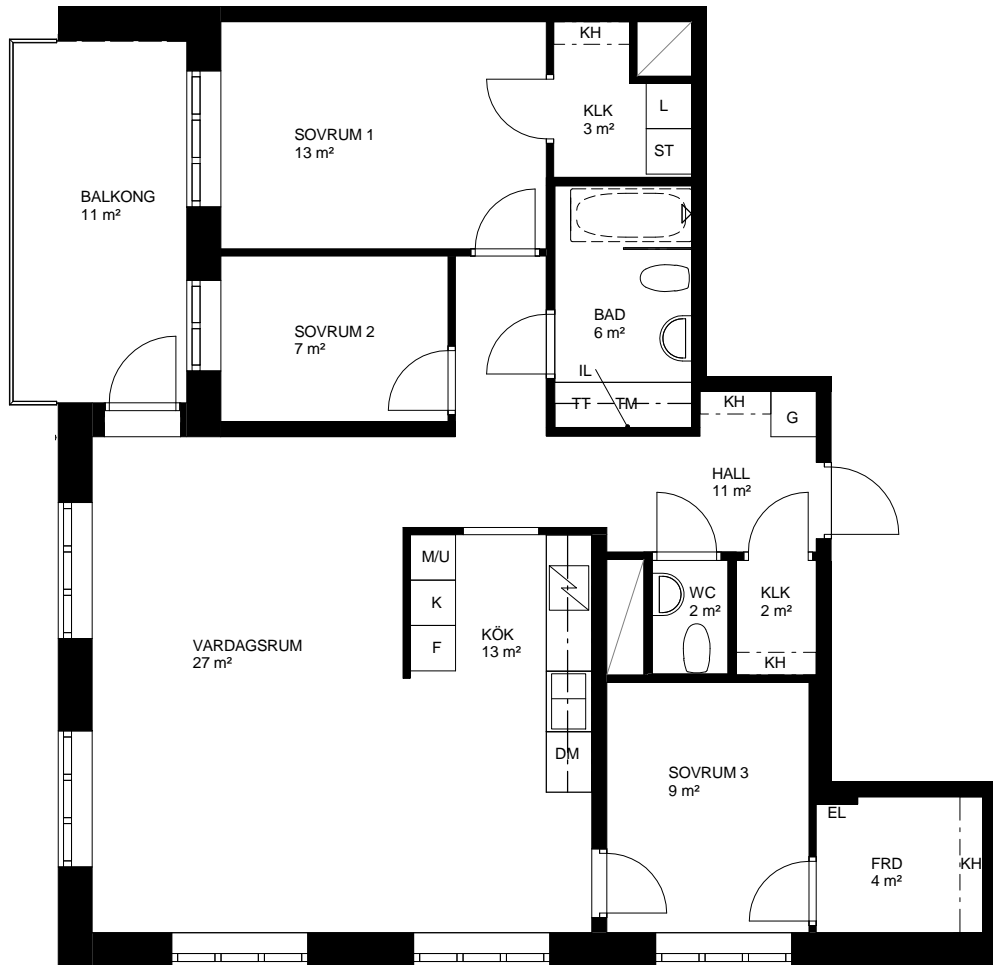 KH
L
KLK
3 m²
ST
SOVRUM 1
13 m²
BALKONG
11 m²
BAD
6 m²
SOVRUM 2
7 m²
IL
TT
TM
KH
G
HALL
11 m²
M/U
K
F
KÖK
13 m²
WC
2 m²
KLK
2 m²
KH
VARDAGSRUM
27 m²
DM
SOVRUM 3
9 m²
EL
FRD
4 m²
KH